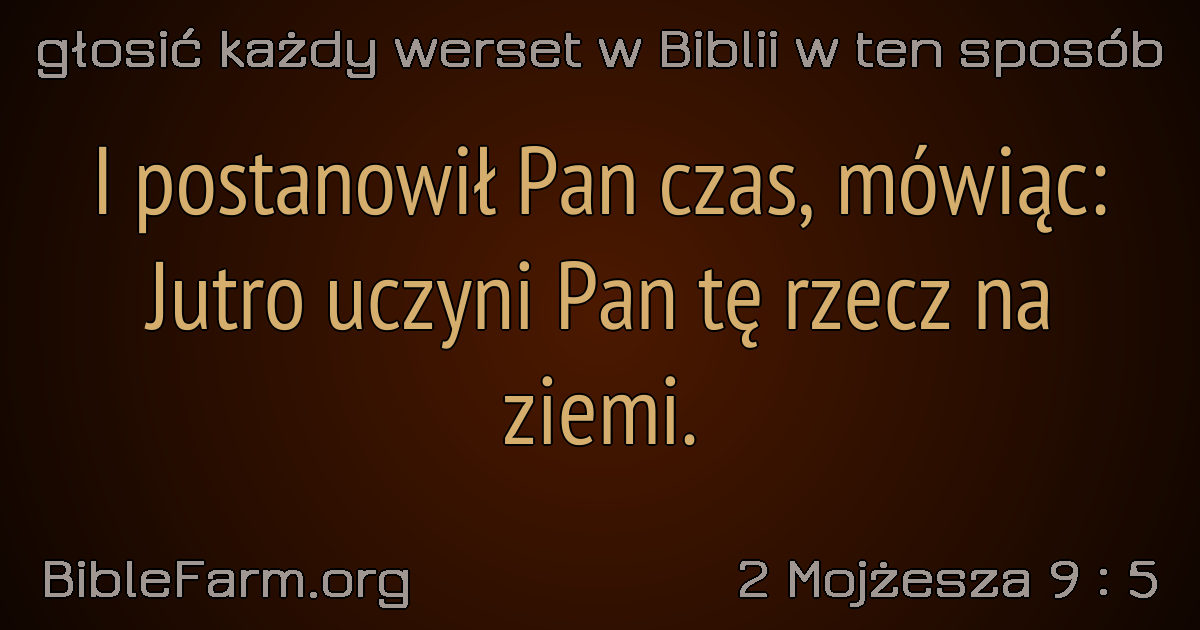 głosić każdy werset w Biblii w ten sposób
I postanowił Pan czas, mówiąc:
Jutro uczyni Pan tę rzecz na
ziemi.
BibleFarm.org
2 Mojżesza 9 : 5